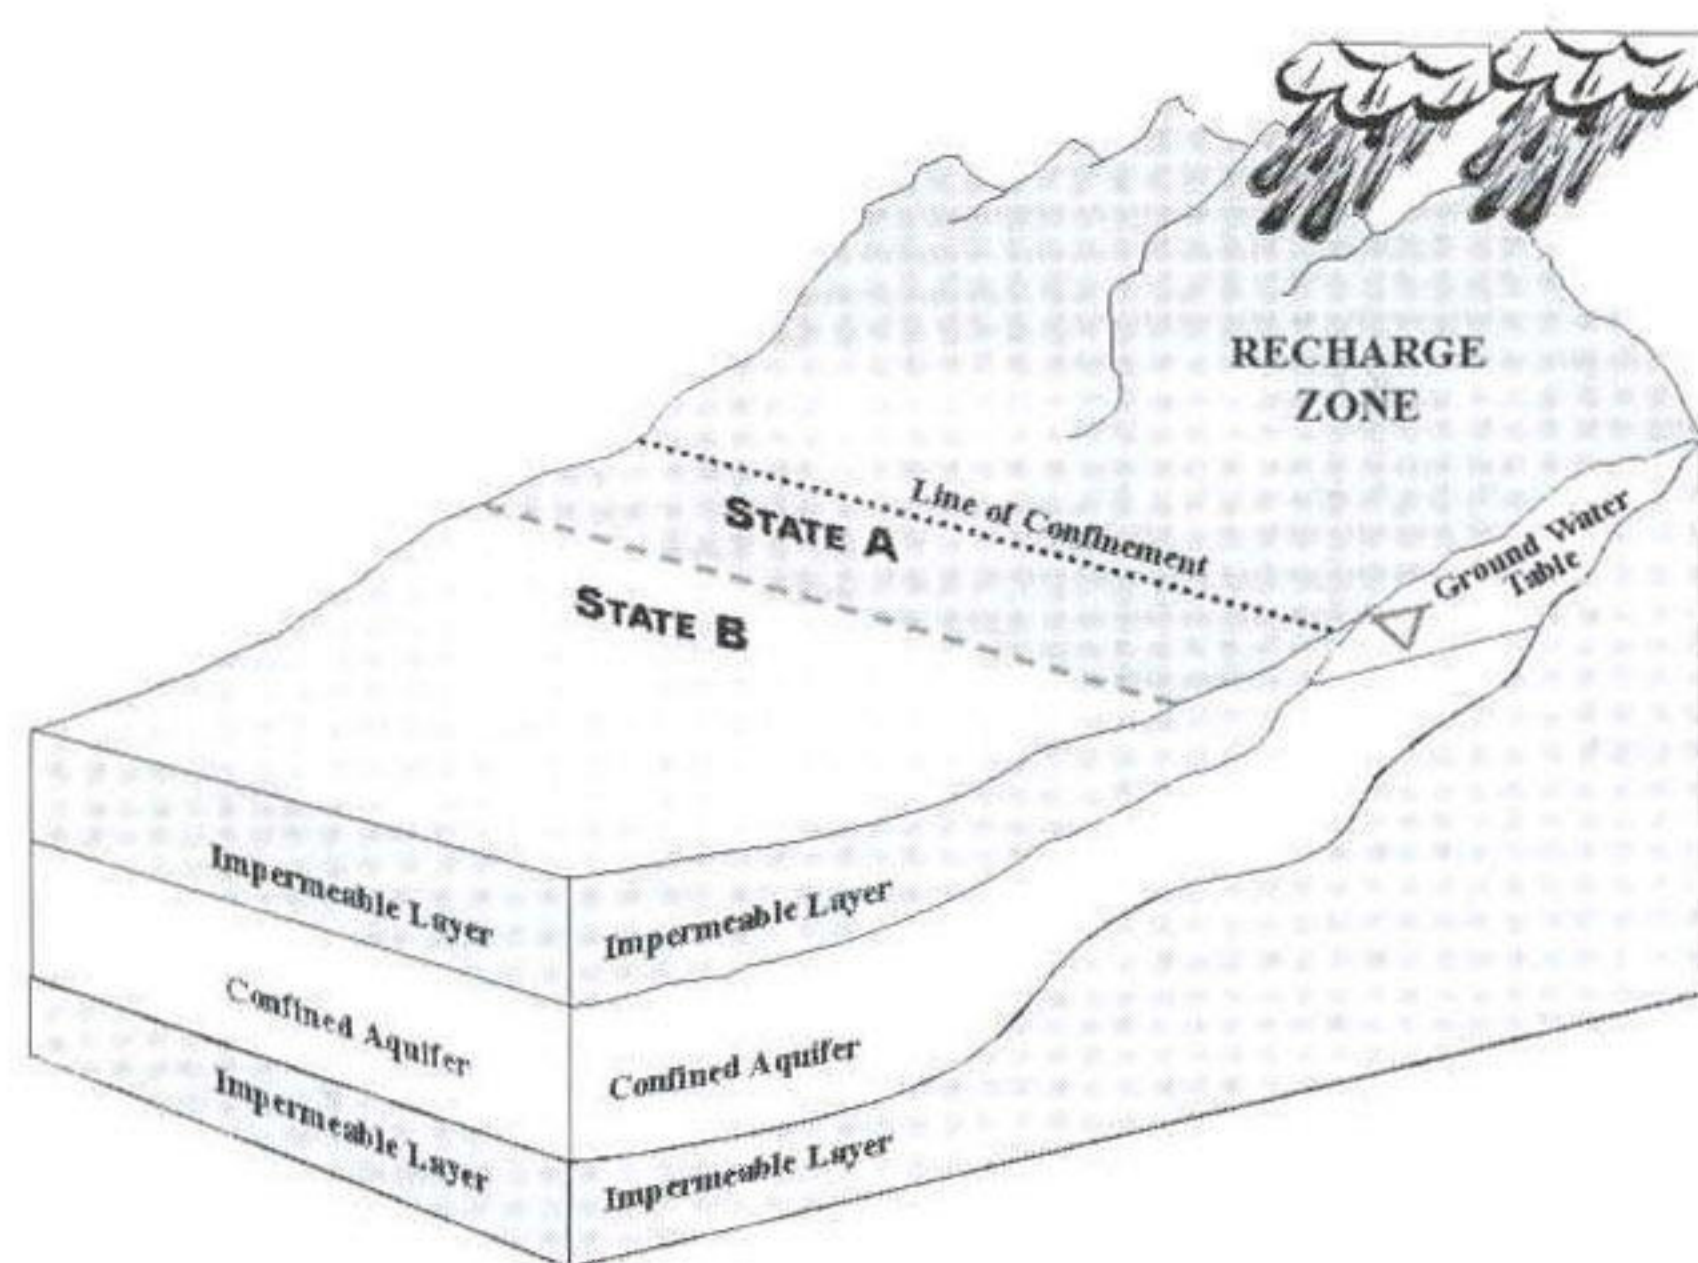 RECHARGE
ZONE
Line of Confinement
STATE A
STATE B
Ground Water
Table
Impermeable Layer
Impermeable Layer
Confined Aquifer
Confined Aquifer
Impermeable Layer
Impermeable Layer